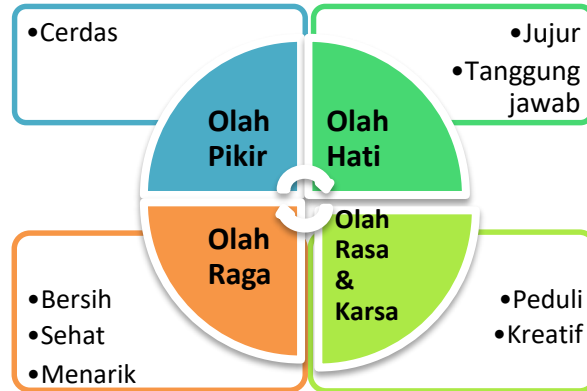 •Cerdas
•Jujur
•Tanggung
jawab
Olah
Pikir
Olah
Hati
Olah
Raga
Olah
Rasa
&
Karsa
•Bersih
•Sehat
•Menarik
•Peduli
•Kreatif